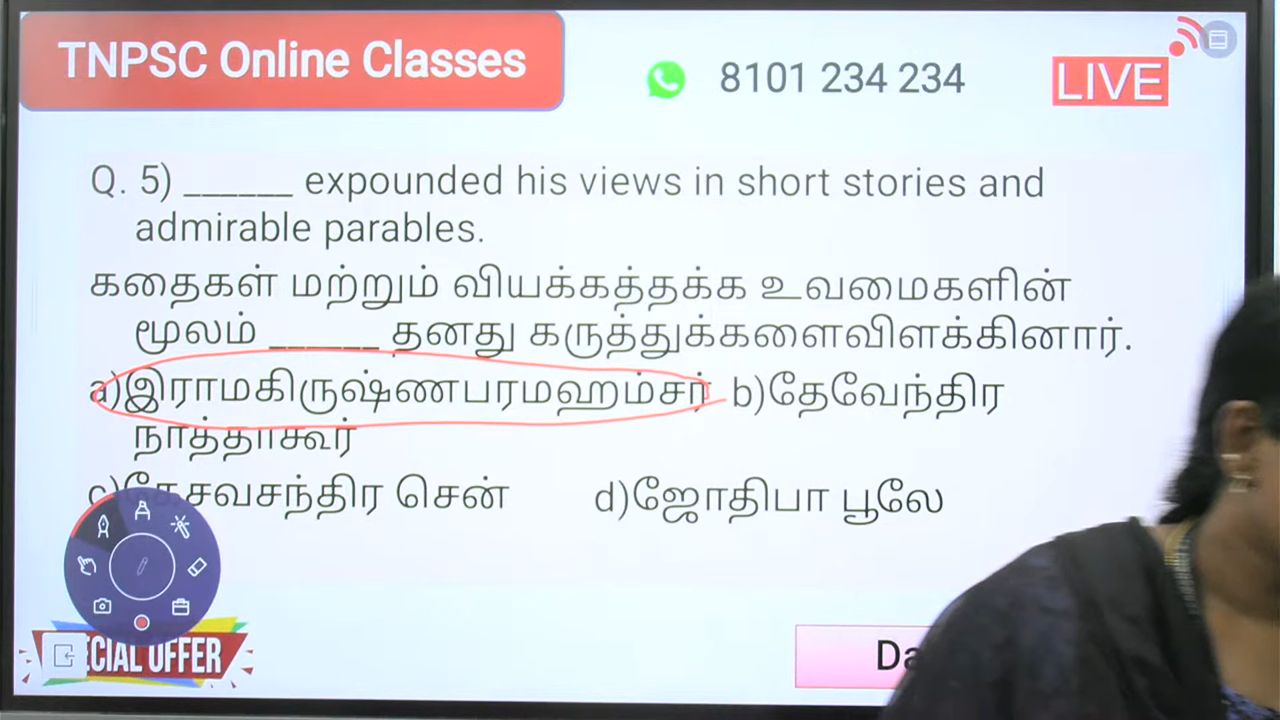 TNPSC Online Classes
8101 234 234
LIVE
Q. 5) ______ expounded his views in short stories and
admirable parables.
கதைகள் மற்றும் வியக்கத்தக்க உவமைகளின்
மூலம் ______ தனது கருத்துக்களைவிளக்கினார்.
a)இராமகிருஷ்ணபரமஹம்சர் b)தேவேந்திர
நாத்தாகூர்
c)கேசவசந்திர சென் d)ஜோதிபா பூலே
OFFER